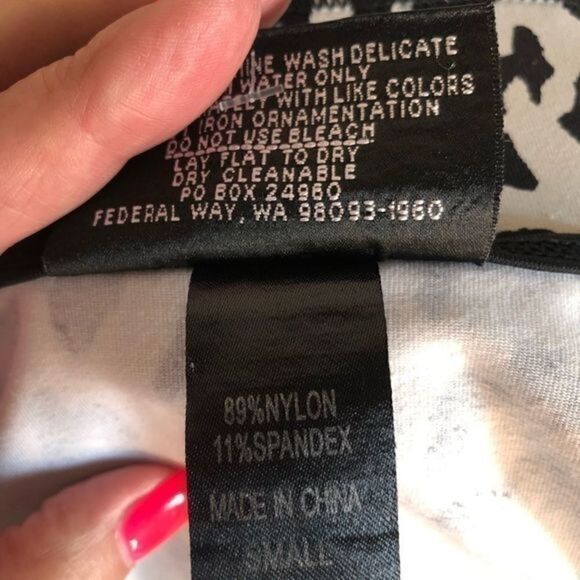 WASH DELICATE
WATER ONLY
WITH LIKE COLORS
IRON ORNAMENTATION
DO NOT USE BLEACH
LAY FLAT TO DRY
DRY CLEANABLE
PO BOX 24960
FEDERAL WAY, WA 98093-1960
89%NYLON
11%SPANDEX
MADE IN CHINA
SMALL